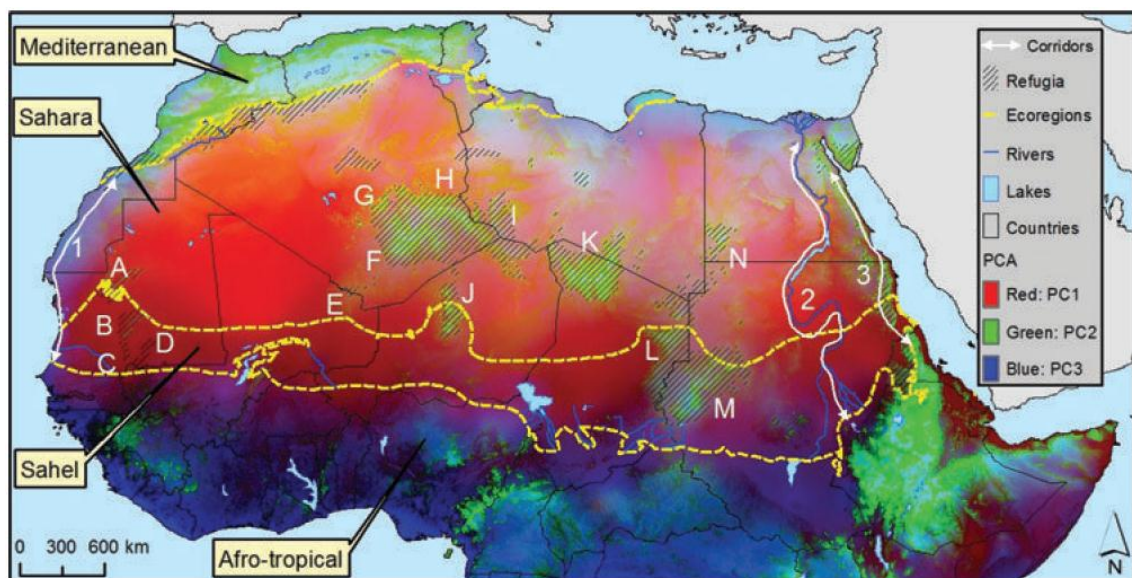 Mediterranean
Sahara
Sahel
Afro-tropical
A
B
C
D
E
F
G
H
I
J
K
L
M
N
1
2
3
0 300 600 km
N
Corridors
Refugia
Ecoregions
Rivers
Lakes
Countries
PCA
Red: PC1
Green: PC2
Blue: PC3